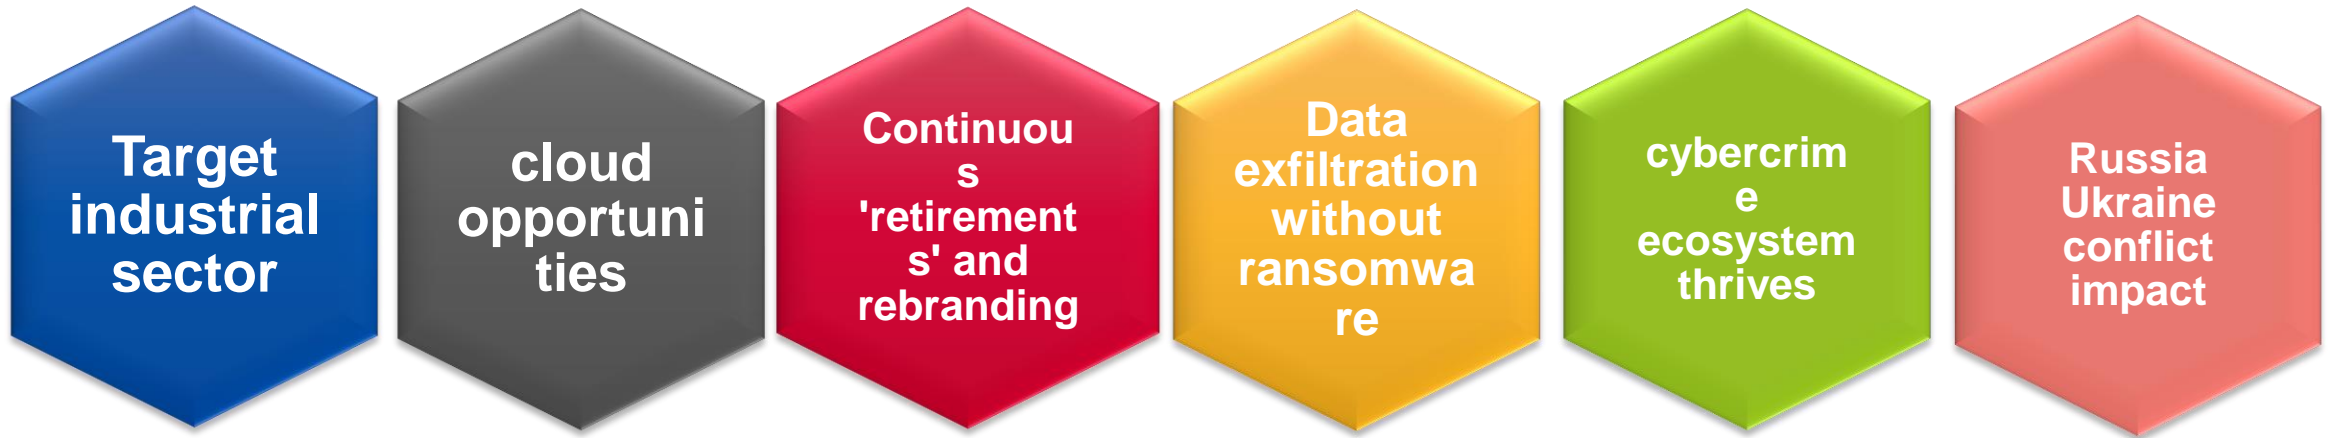 Target
industrial
sector
cloud
opportuni
ties
Continuou
s
'retirement
s' and
rebranding
Data
exfiltration
without
ransomwa
re
cybercrim
e
ecosystem
thrives
Russia
Ukraine
conflict
impact